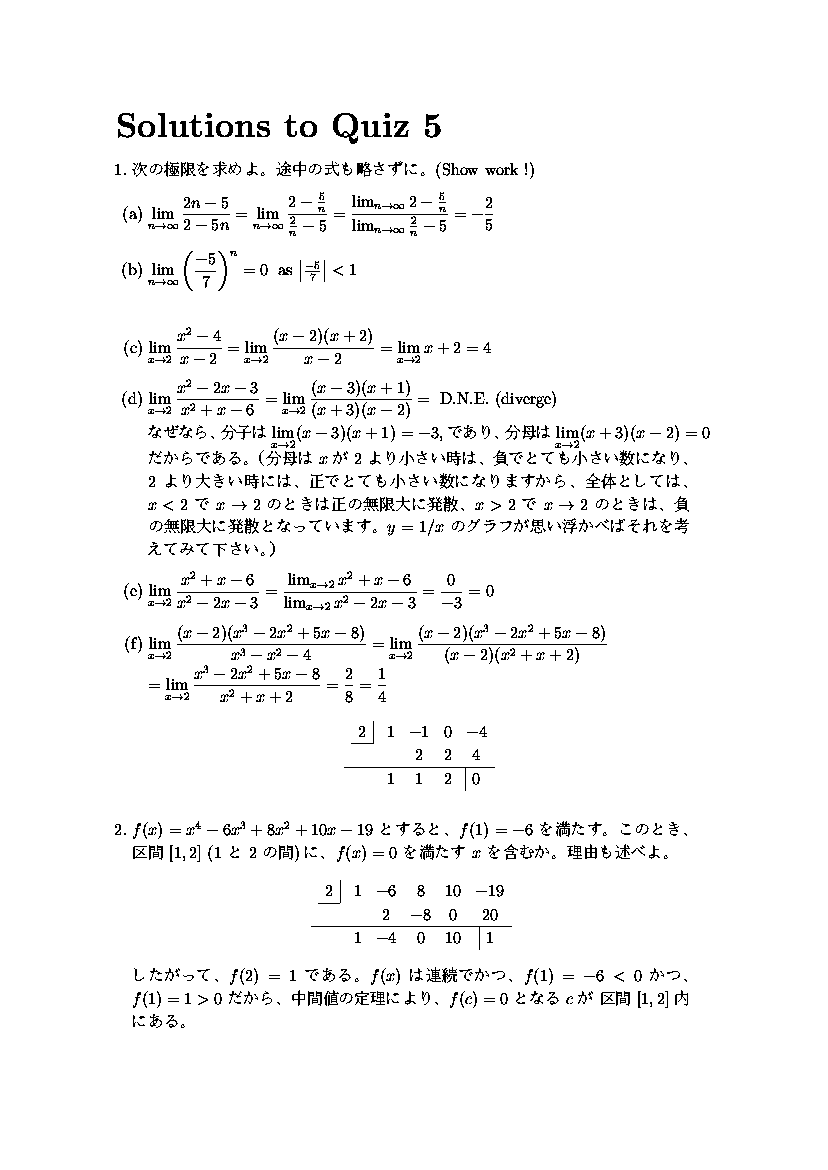 Solutions to Quiz 5
1. 次の極限を求めよ。途中の式も略さずに。(Show work !)
(a) $\lim_{n\to\infty} \frac{2n-5}{2-5n} = \lim_{n\to\infty} \frac{2-\frac{5}{n}}{\frac{2}{n}-5} = \frac{\lim_{n\to\infty} 2-\frac{5}{n}}{\lim_{n\to\infty} \frac{2}{n}-5} = -\frac{2}{5}$
(b) $\lim_{n\to\infty} \left(\frac{-5}{7}\right)^n = 0$ as $\left|\frac{-5}{7}\right| < 1$
(c) $\lim_{x\to 2} \frac{x^2-4}{x-2} = \lim_{x\to 2} \frac{(x-2)(x+2)}{x-2} = \lim_{x\to 2} x+2 = 4$
(d) $\lim_{x\to 2} \frac{x^2-2x-3}{x^2+x-6} = \lim_{x\to 2} \frac{(x-3)(x+1)}{(x+3)(x-2)} =$ D.N.E. (diverge)
なぜなら、分子は $\lim_{x\to 2}(x-3)(x+1) = -3$, であり、分母は $\lim_{x\to 2}(x+3)(x-2) = 0$
だからである。(分母は x が 2 より小さい時は、負でとても小さい数になり、
2 より大きい時には、正でとても小さい数になりますから、全体としては、
x < 2 で x → 2 のときは正の無限大に発散、x > 2 で x → 2 のときは、負
の無限大に発散となっています。y = 1/x のグラフが思い浮かべばそれを考
えてみて下さい。)
(e) $\lim_{x\to 2} \frac{x^2+x-6}{x^2-2x-3} = \frac{\lim_{x\to 2} x^2+x-6}{\lim_{x\to 2} x^2-2x-3} = \frac{0}{-3} = 0$
(f) $\lim_{x\to 2} \frac{(x-2)(x^3-2x^2+5x-8)}{x^3-x^2-4} = \lim_{x\to 2} \frac{(x-2)(x^3-2x^2+5x-8)}{(x-2)(x^2+x+2)}$
$= \lim_{x\to 2} \frac{x^3-2x^2+5x-8}{x^2+x+2} = \frac{2}{8} = \frac{1}{4}$
2 1 −1 0 −4
2 2 4
1 1 2 0
2. $f(x) = x^4 - 6x^3 + 8x^2 + 10x - 19$ とすると、f(1) = −6 を満たす。このとき、
区間 [1, 2] (1 と 2 の間) に、f(x) = 0 を満たす x を含むか。理由も述べよ。
2 1 −6 8 10 −19
2 −8 0 20
1 −4 0 10 1
したがって、f(2) = 1 である。f(x) は連続でかつ、f(1) = −6 < 0 かつ、
f(1) = 1 > 0 だから、中間値の定理により、f(c) = 0 となる c が 区間 [1, 2] 内
にある。